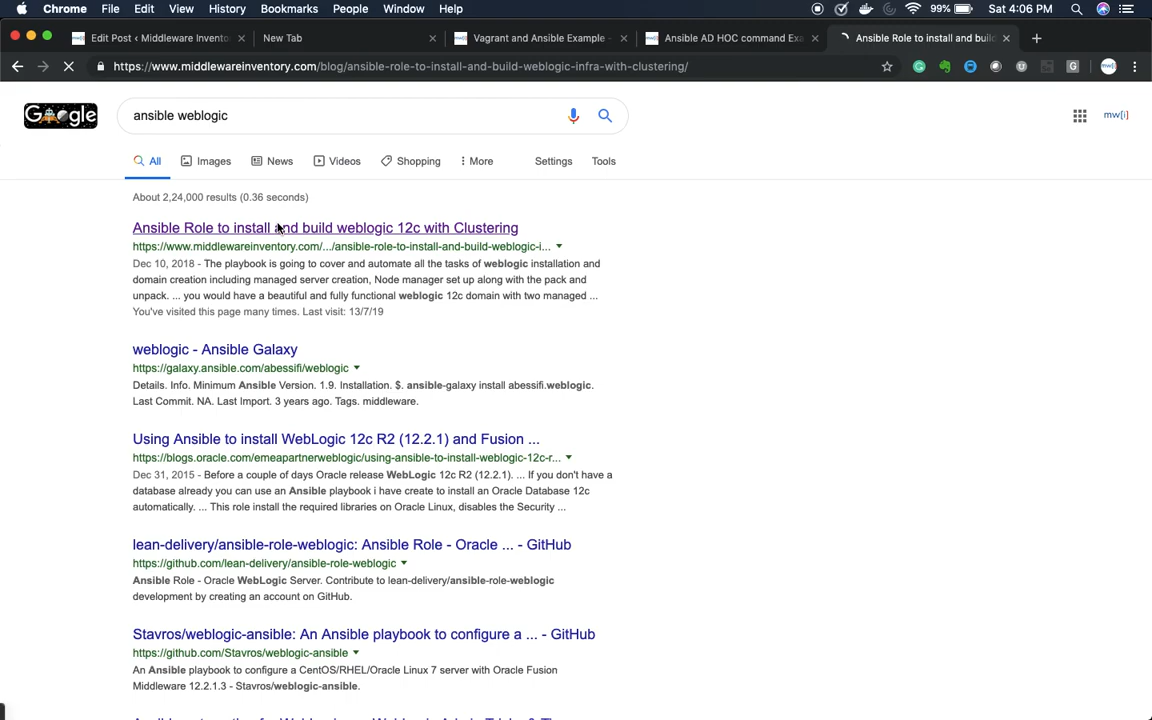 Chrome File Edit View History Bookmarks People Window Help 99% Sat 4:06 PM
Edit Post ‹ Middleware Invento New Tab Vagrant and Ansible Example - Ansible AD HOC command Exa Ansible Role to install and build
https://www.middlewareinventory.com/blog/ansible-role-to-install-and-build-weblogic-infra-with-clustering/
Google ansible weblogic mw[i]
All Images News Videos Shopping More Settings Tools
About 2,24,000 results (0.36 seconds)
Ansible Role to install and build weblogic 12c with Clustering
https://www.middlewareinventory.com/.../ansible-role-to-install-and-build-weblogic-i...
Dec 10, 2018 - The playbook is going to cover and automate all the tasks of weblogic installation and
domain creation including managed server creation, Node manager set up along with the pack and
unpack. ... you would have a beautiful and fully functional weblogic 12c domain with two managed ...
You've visited this page many times. Last visit: 13/7/19
weblogic - Ansible Galaxy
https://galaxy.ansible.com/abessifi/weblogic
Details. Info. Minimum Ansible Version. 1.9. Installation. $. ansible-galaxy install abessifi.weblogic.
Last Commit. NA. Last Import. 3 years ago. Tags. middleware.
Using Ansible to install WebLogic 12c R2 (12.2.1) and Fusion ...
https://blogs.oracle.com/emeapartnerweblogic/using-ansible-to-install-weblogic-12c-r...
Dec 31, 2015 - Before a couple of days Oracle release WebLogic 12c R2 (12.2.1). ... If you don't have a
database already you can use an Ansible playbook i have create to install an Oracle Database 12c
automatically. ... This role install the required libraries on Oracle Linux, disables the Security ...
lean-delivery/ansible-role-weblogic: Ansible Role - Oracle ... - GitHub
https://github.com/lean-delivery/ansible-role-weblogic
Ansible Role - Oracle WebLogic Server. Contribute to lean-delivery/ansible-role-weblogic
development by creating an account on GitHub.
Stavros/weblogic-ansible: An Ansible playbook to configure a ... - GitHub
https://github.com/Stavros/weblogic-ansible
An Ansible playbook to configure a CentOS/RHEL/Oracle Linux 7 server with Oracle Fusion
Middleware 12.2.1.3 - Stavros/weblogic-ansible.